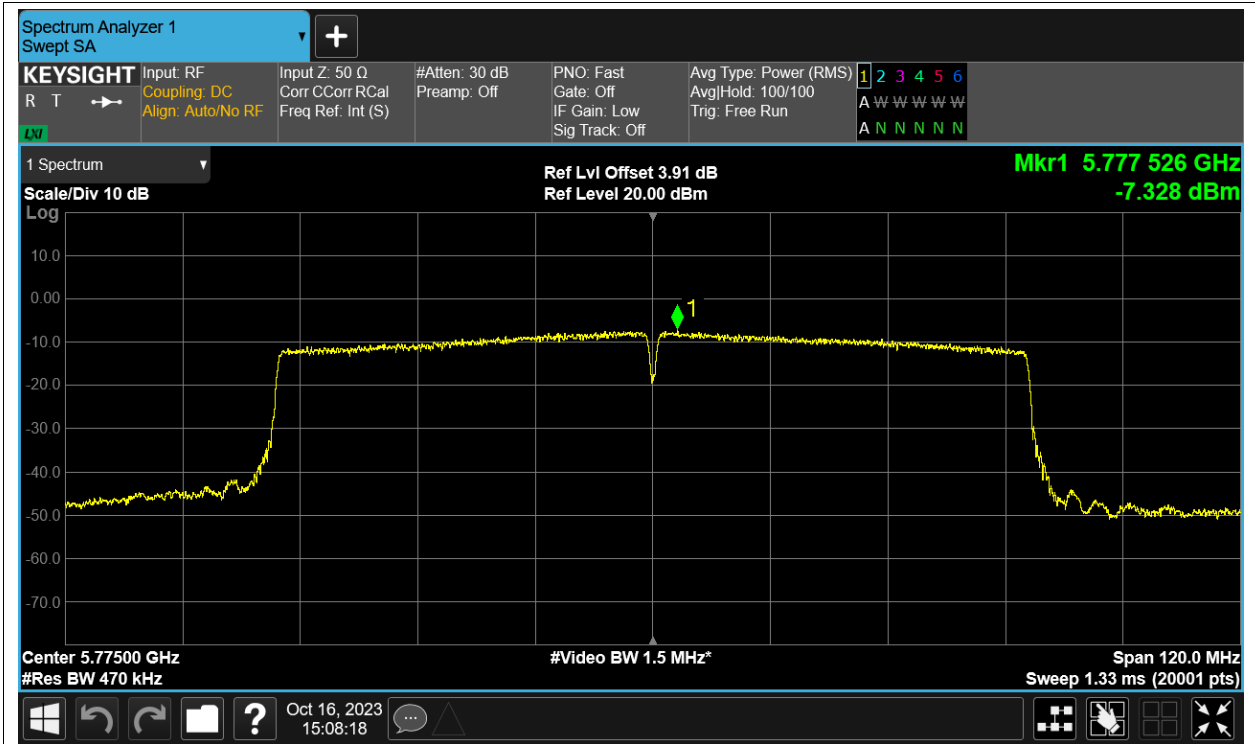 Spectrum Analyzer 1
Swept SA
+
KEYSIGHT
R T
LXI
Input: RF
Coupling: DC
Align: Auto/No RF
Input Z: 50 Ω
Corr CCorr RCal
Freq Ref: Int (S)
#Atten: 30 dB
Preamp: Off
PNO: Fast
Gate: Off
IF Gain: Low
Sig Track: Off
Avg Type: Power (RMS)
Avg|Hold: 100/100
Trig: Free Run
1 2 3 4 5 6
A W W W W W
A N N N N N
1 Spectrum
Scale/Div 10 dB
Log
Ref Lvl Offset 3.91 dB
Ref Level 20.00 dBm
Mkr1 5.777 526 GHz
-7.328 dBm
1
10.0
0.00
-10.0
-20.0
-30.0
-40.0
-50.0
-60.0
-70.0
Center 5.77500 GHz
#Res BW 470 kHz
#Video BW 1.5 MHz*
Span 120.0 MHz
Sweep 1.33 ms (20001 pts)
?
Oct 16, 2023
15:08:18